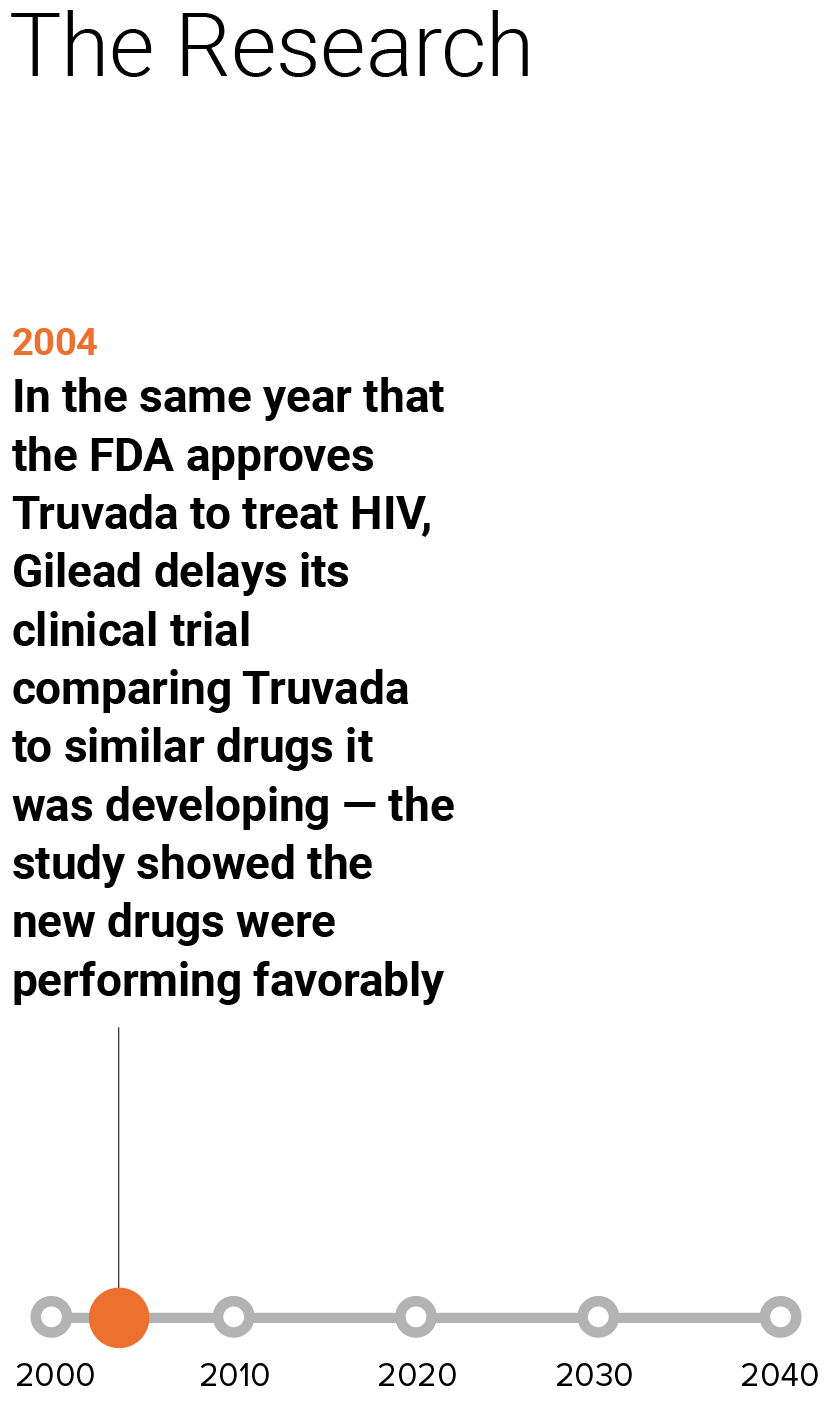 The Research
2004
In the same year that
the FDA approves
Truvada to treat HIV,
Gilead delays its
clinical trial
comparing Truvada
to similar drugs it
was developing — the
study showed the
new drugs were
performing favorably
2000 2010 2020 2030 2040